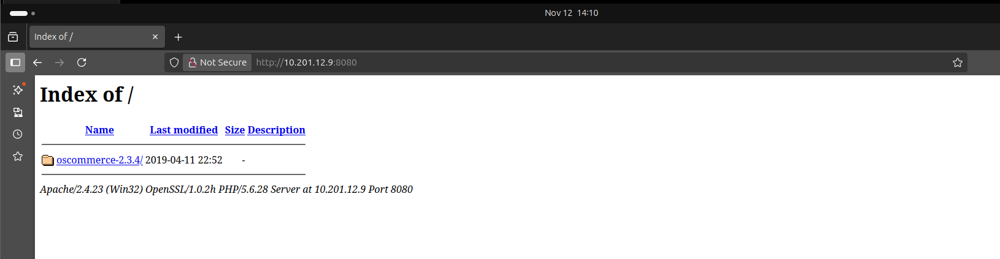 Nov 12 14:10
Index of /
Not Secure http://10.201.12.9:8080
Index of /
Name Last modified Size Description
oscommerce-2.3.4/ 2019-04-11 22:52 -
Apache/2.4.23 (Win32) OpenSSL/1.0.2h PHP/5.6.28 Server at 10.201.12.9 Port 8080